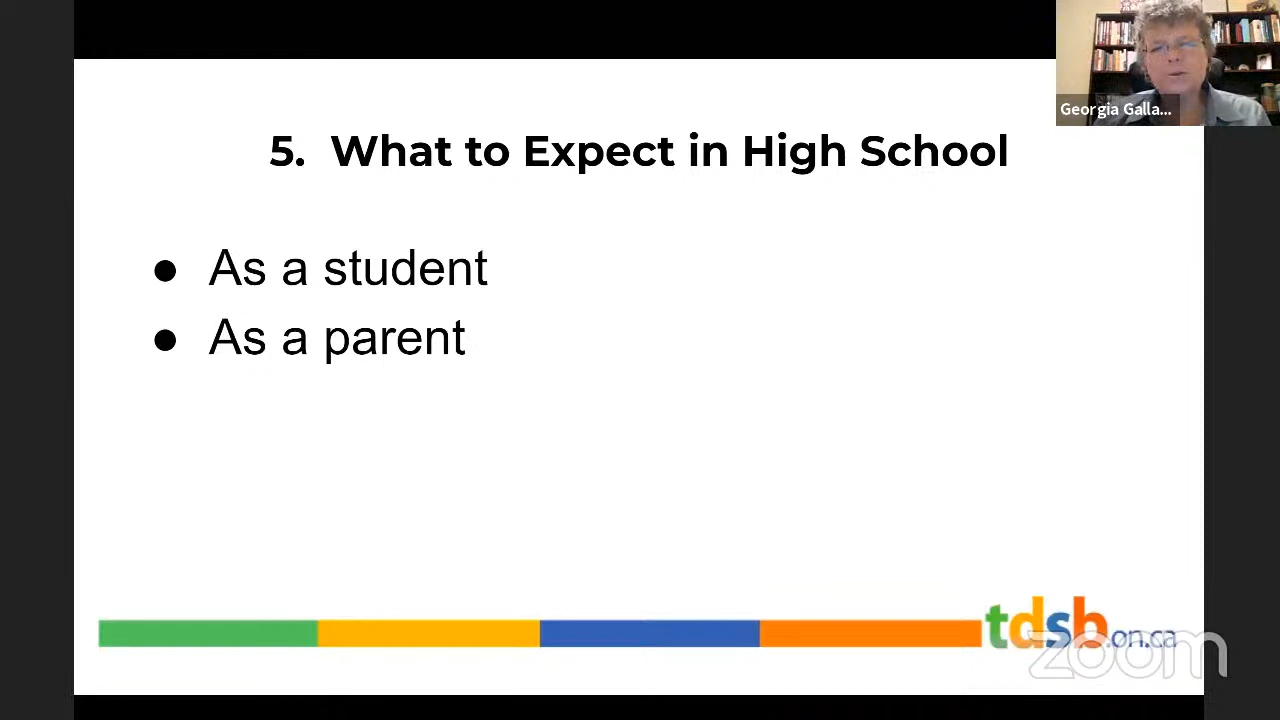 Georgia Galla...
5. What to Expect in High School
● As a student
● As a parent
tdsb.on.ca
zoom